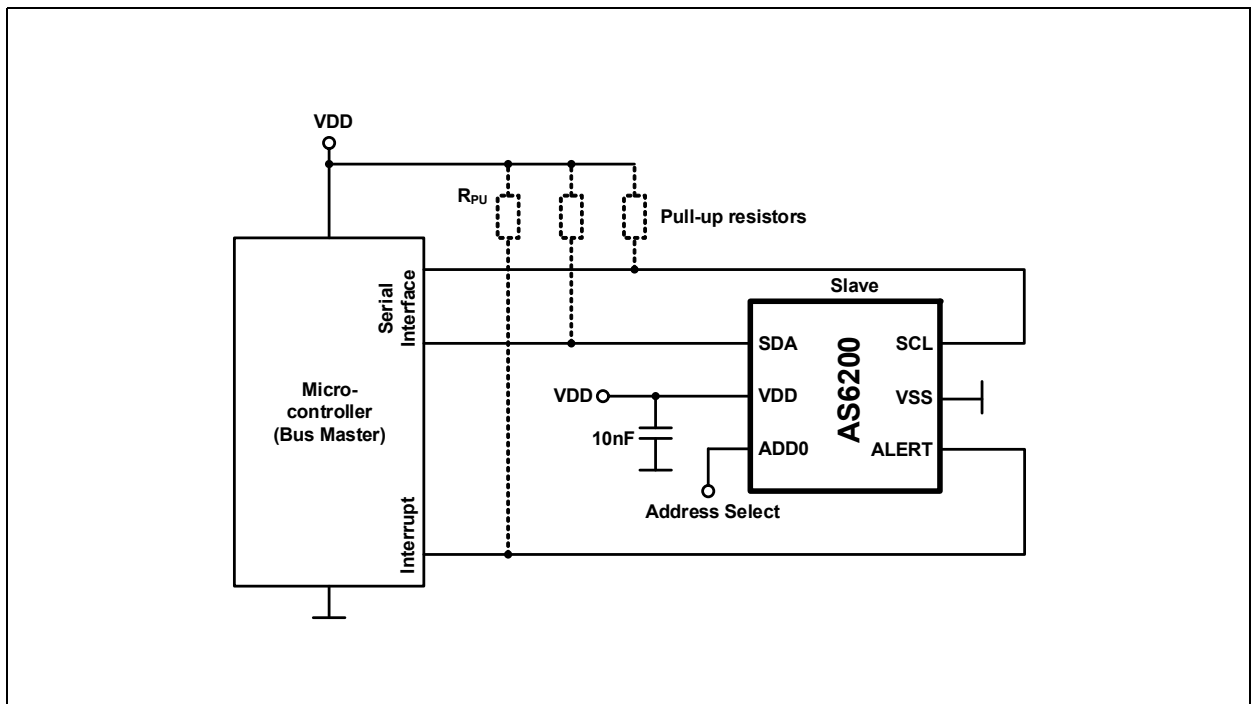 VDD
RPU
Pull-up resistors
Serial
Interface
Slave
SDA
SCL
AS6200
Micro-
controller
(Bus Master)
VDD
VDD
VSS
10nF
ADD0
ALERT
Address Select
Interrupt